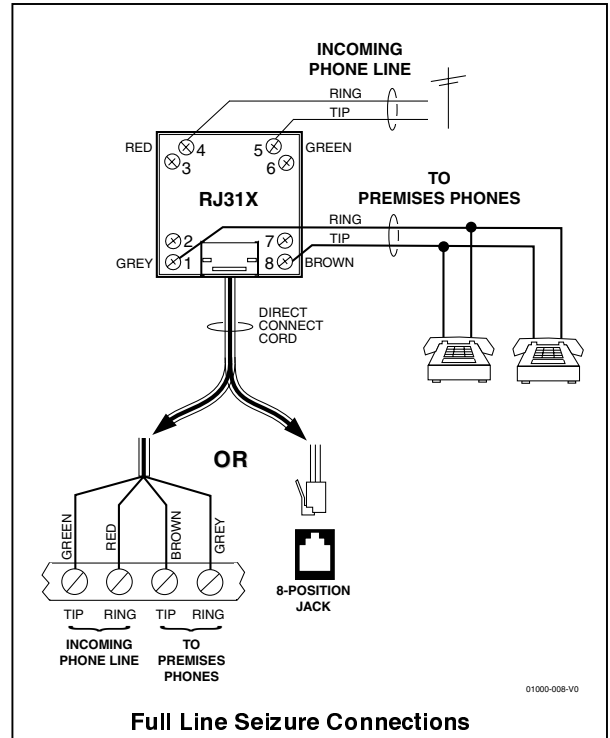 INCOMING
PHONE LINE
RING
TIP
RED
4
5
GREEN
3
6
RJ31X
TO
PREMISES PHONES
RING
TIP
2
7
GREY
1
8
BROWN
DIRECT
CONNECT
CORD
OR
GREEN
RED
BROWN
GREY
8-POSITION
JACK
TIP RING TIP RING
INCOMING
PHONE LINE
TO
PREMISES
PHONES
01000-008-V0
Full Line Seizure Connections